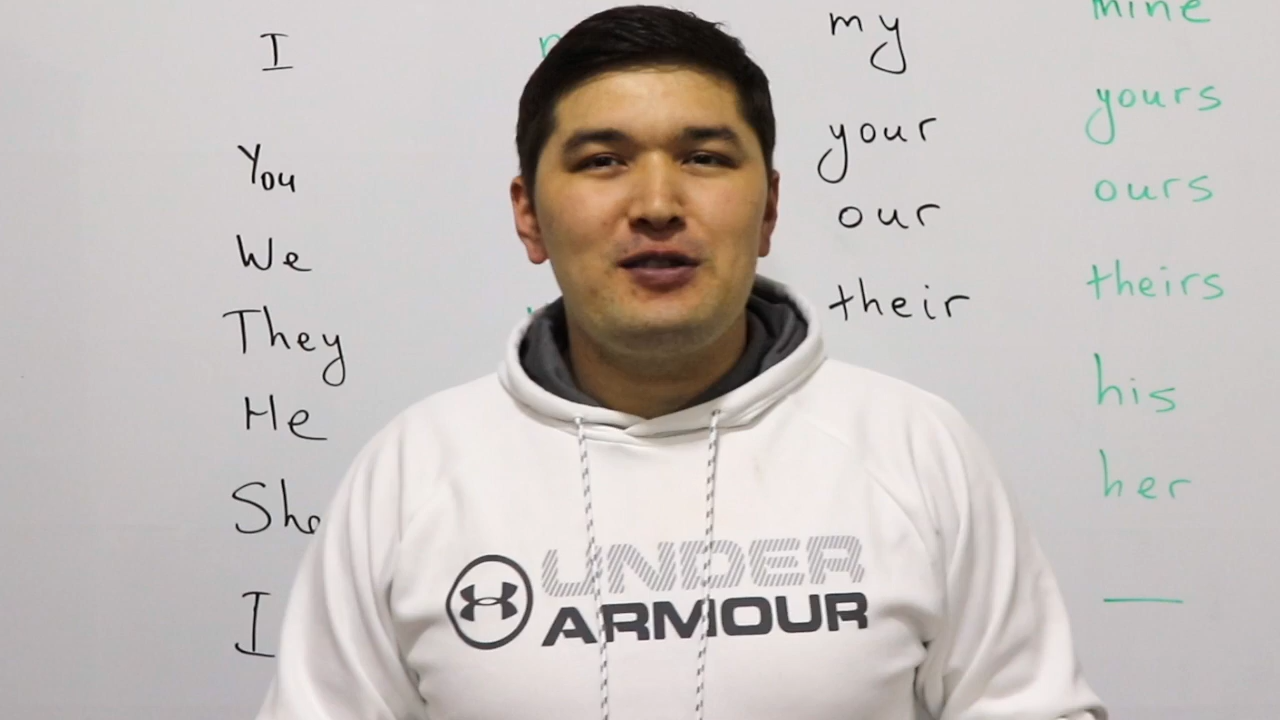 I my mine
You your yours
We our ours
They their theirs
He his
She her
I —
UNDER
ARMOUR